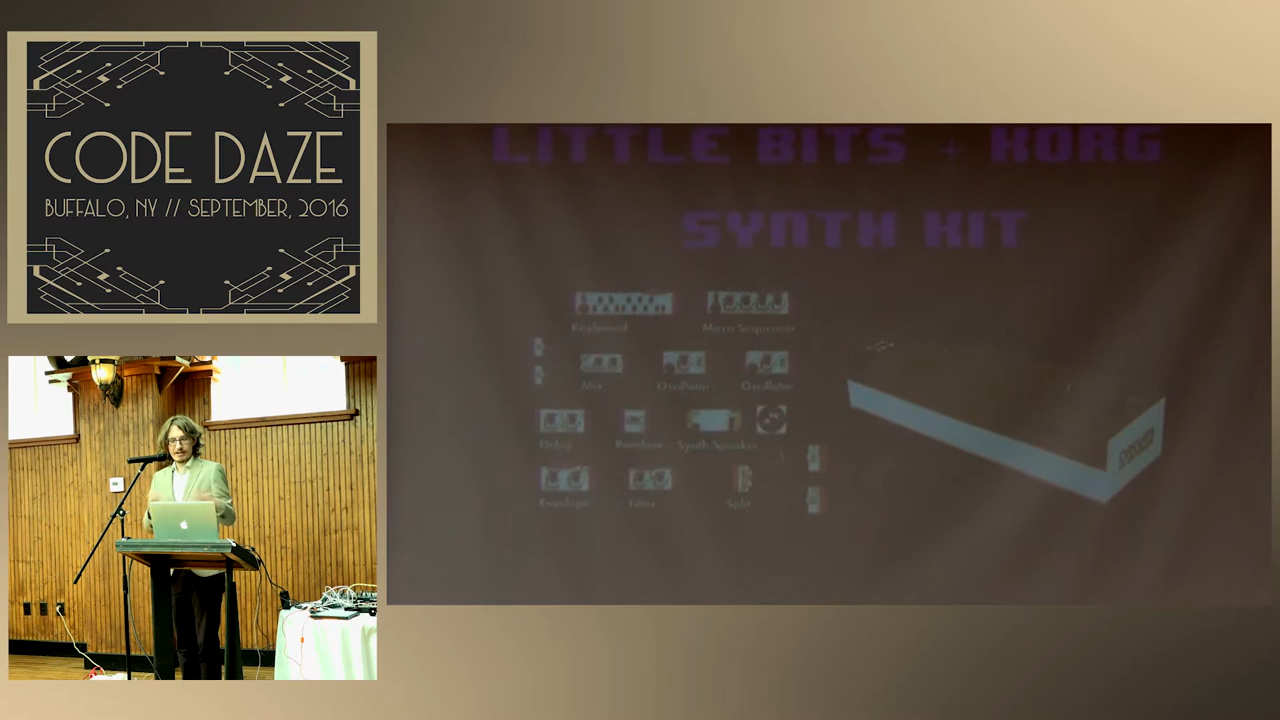 CODE DAZE
BUFFALO, NY // SEPTEMBER, 2016
LITTLE BITS + KORG
SYNTH KIT
Keyboard Micro Sequencer
Mix Oscillator Oscillator
Delay Random Synth Speaker
Envelope Filter Split